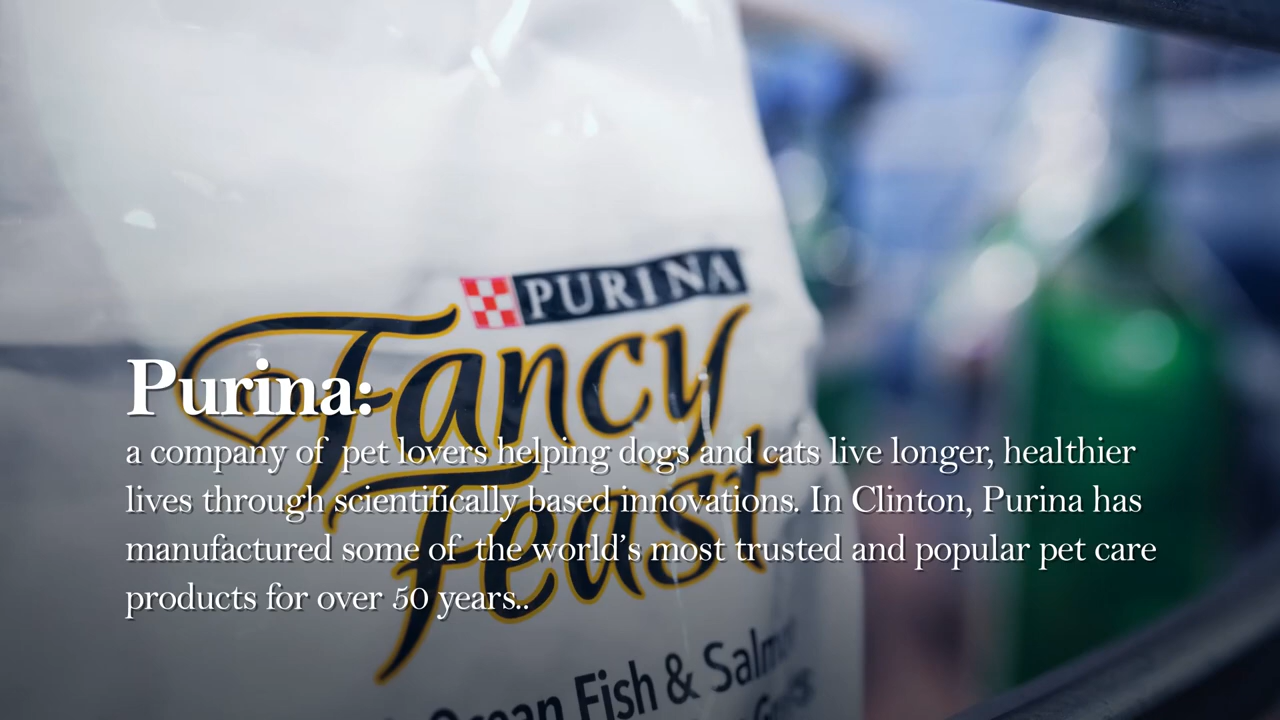 PURINA
Fancy
Feast
Purina:
a company of pet lovers helping dogs and cats live longer, healthier
lives through scientifically based innovations. In Clinton, Purina has
manufactured some of the world’s most trusted and popular pet care
products for over 50 years..
Ocean Fish & Salmon